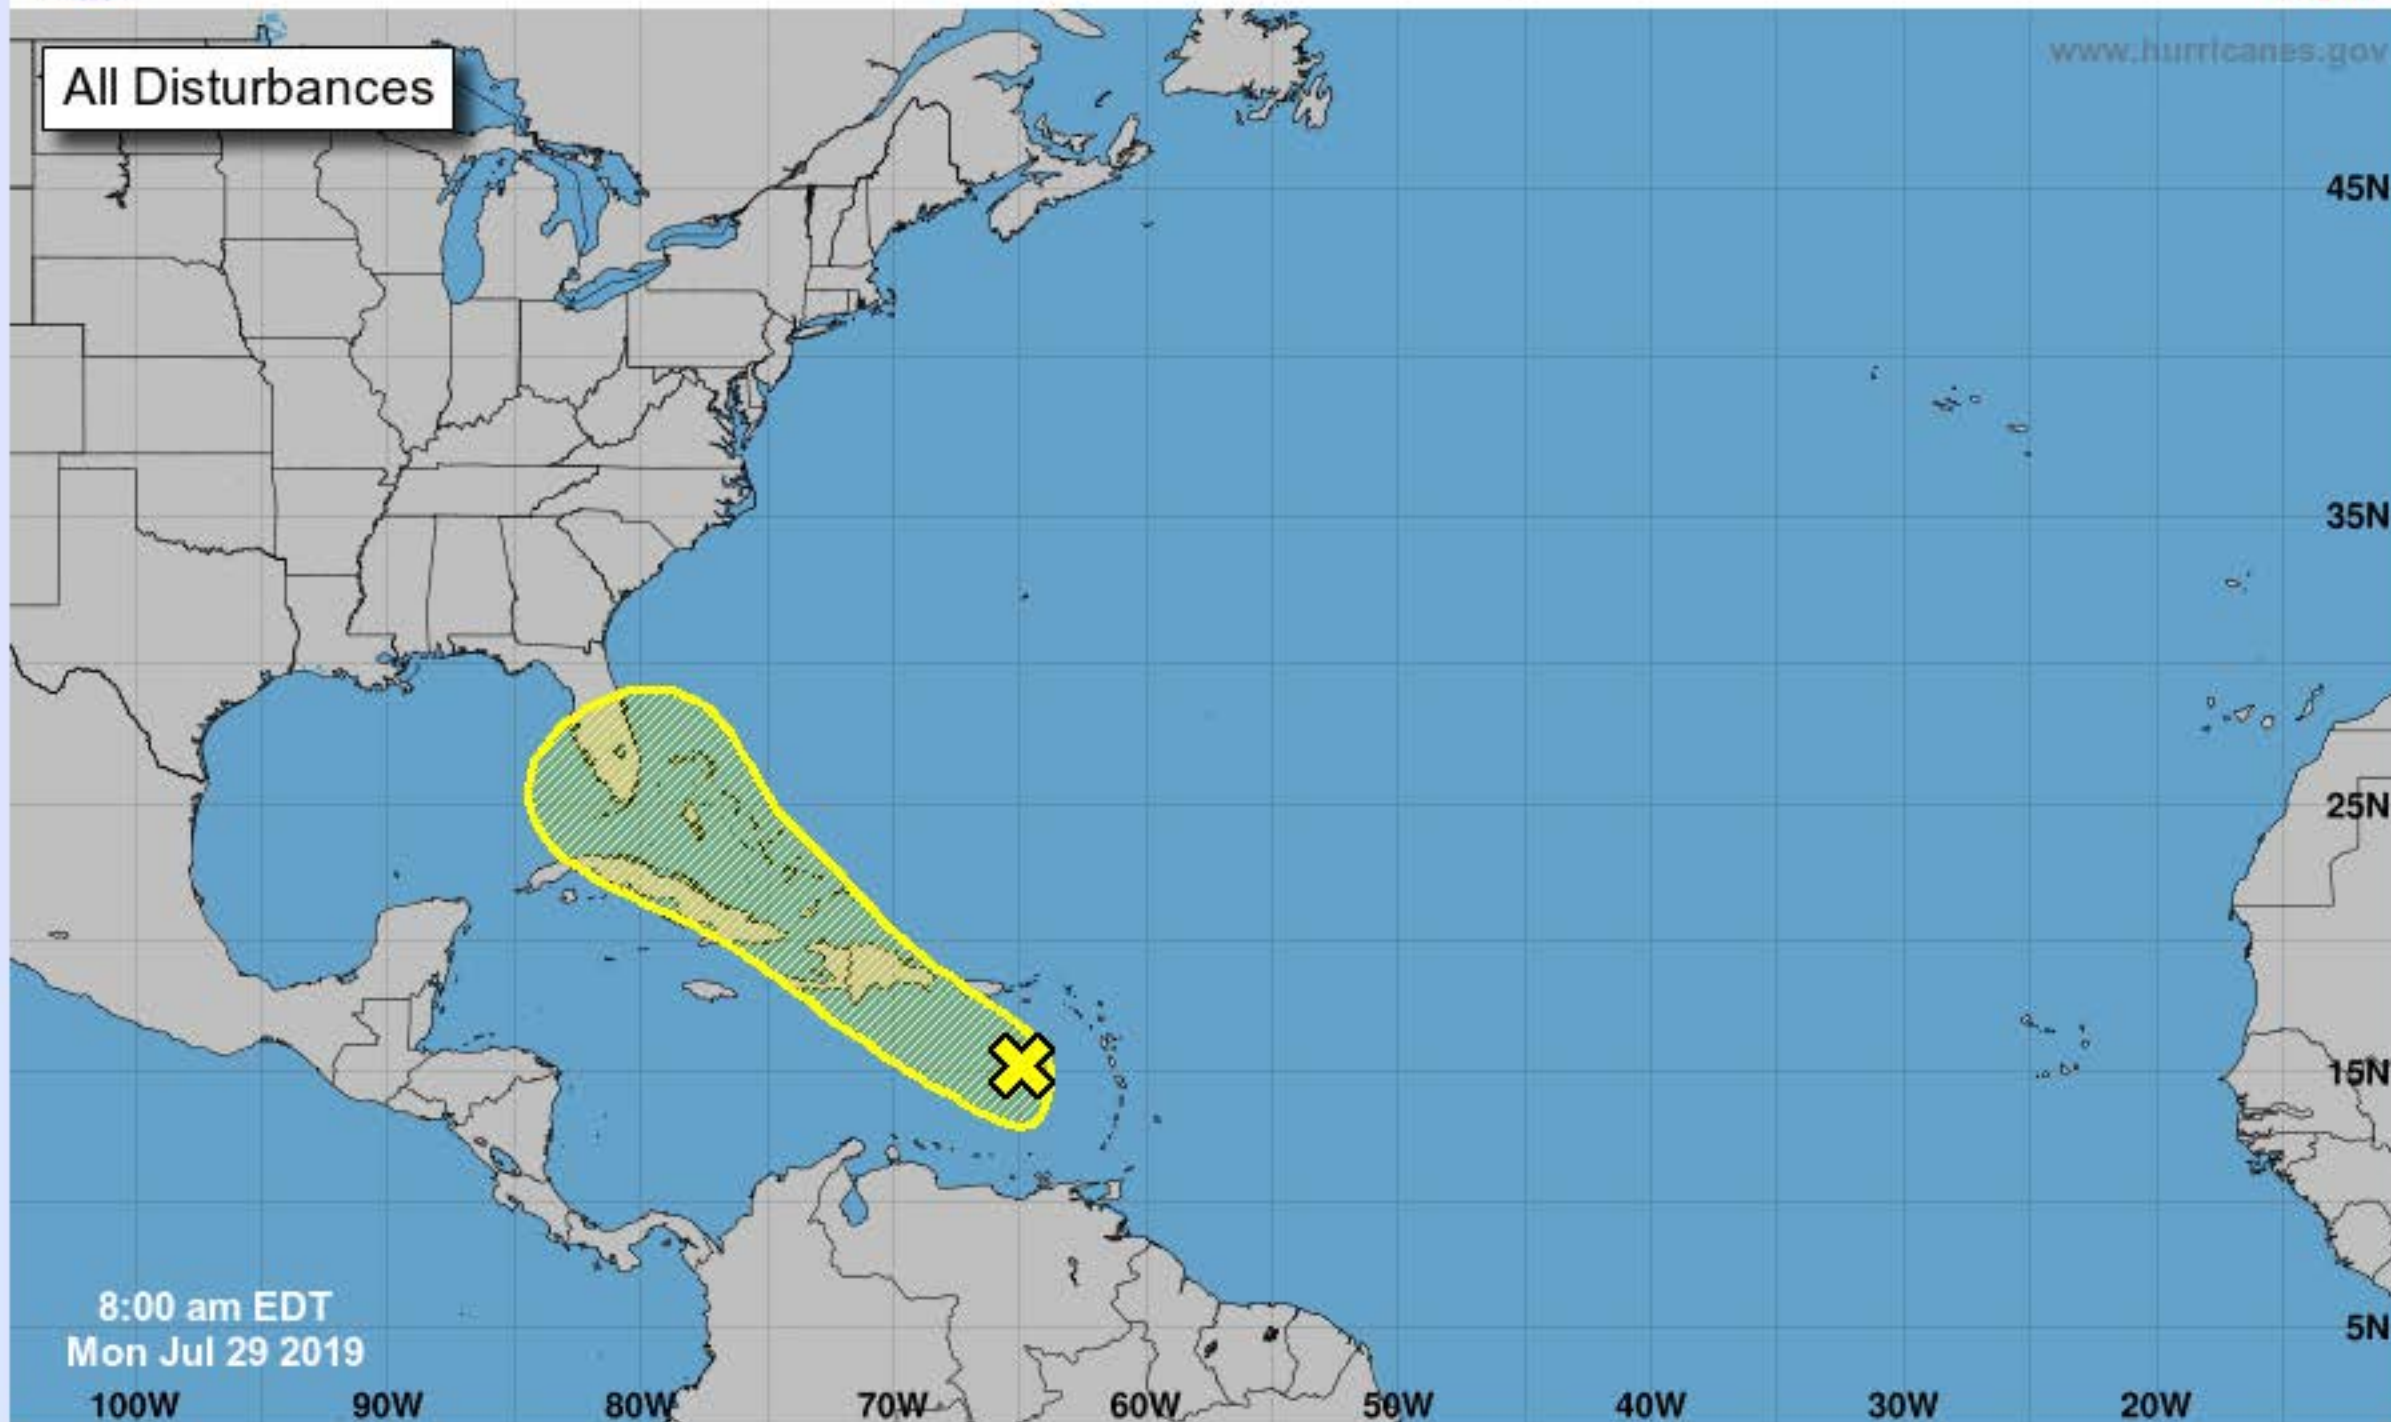 All Disturbances
www.hurricanes.gov
45N
35N
25N
15N
5N
8:00 am EDT
Mon Jul 29 2019
100W 90W 80W 70W 60W 50W 40W 30W 20W